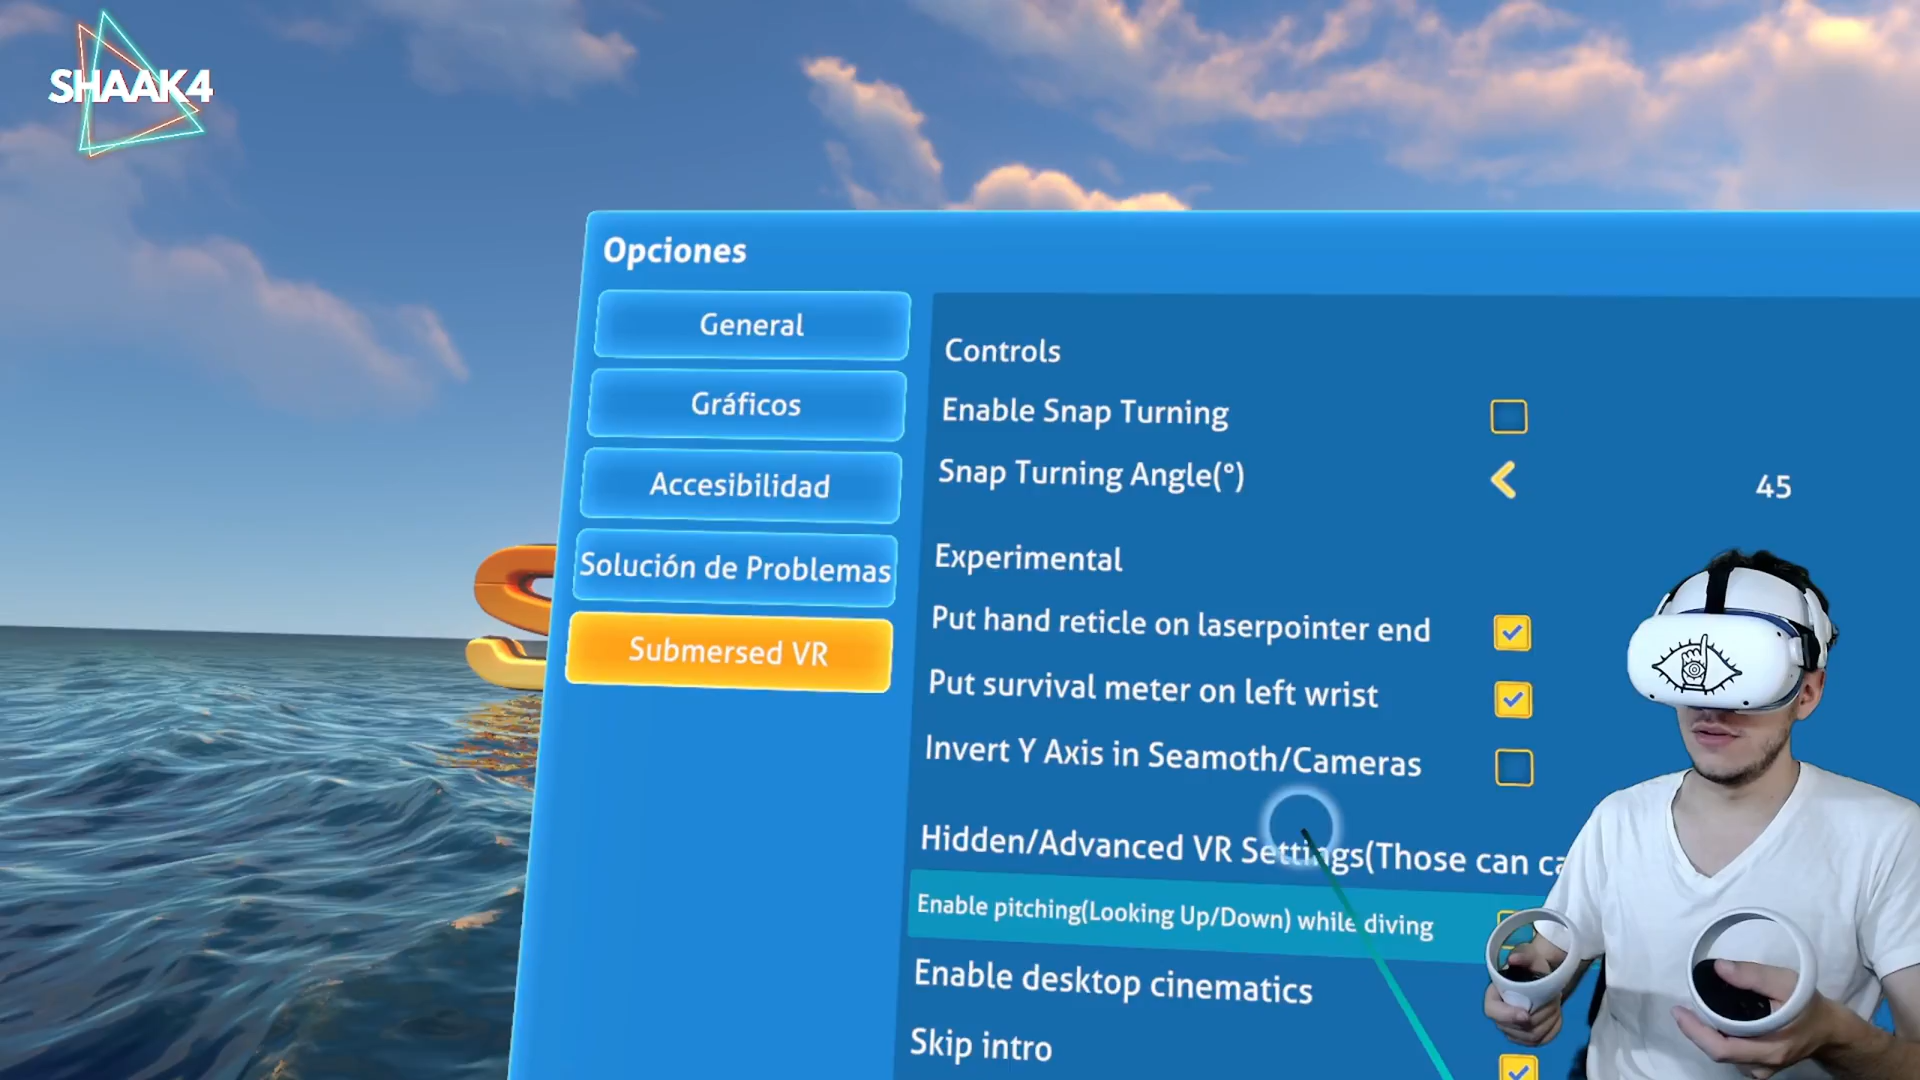 SHAAK4
Opciones
General
Gráficos
Accesibilidad
Solución de Problemas
Submersed VR
Controls
Enable Snap Turning
Snap Turning Angle(°)
45
Experimental
Put hand reticle on laserpointer end
Put survival meter on left wrist
Invert Y Axis in Seamoth/Cameras
Hidden/Advanced VR Settings(Those can
Enable pitching(Looking Up/Down) while diving
Enable desktop cinematics
Skip intro